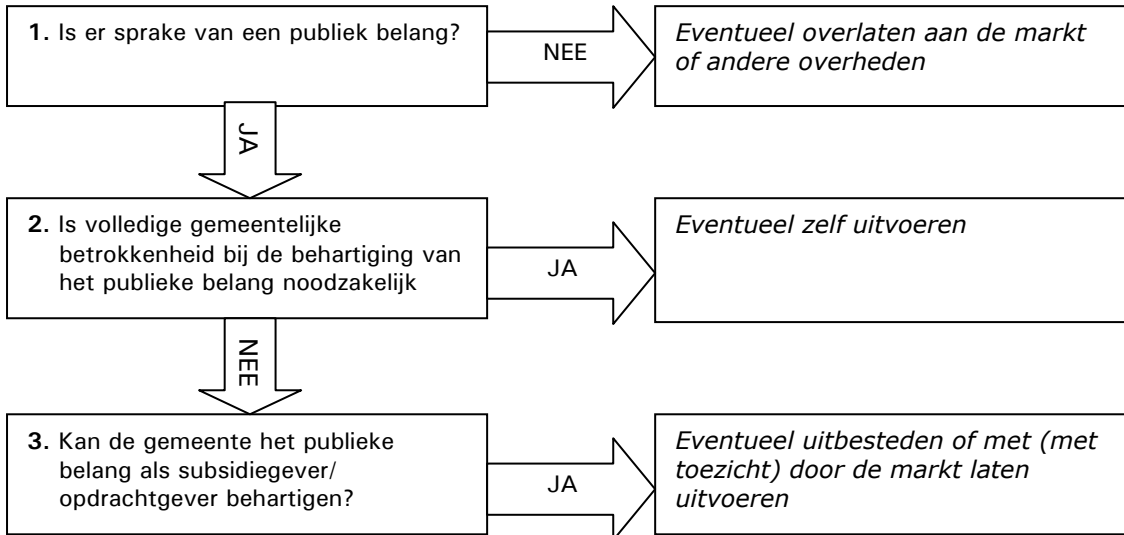 1. Is er sprake van een publiek belang?
NEE
Eventueel overlaten aan de markt
of andere overheden
JA
2. Is volledige gemeentelijke
betrokkenheid bij de behartiging van
het publieke belang noodzakelijk
JA
Eventueel zelf uitvoeren
NEE
3. Kan de gemeente het publieke
belang als subsidiegever/
opdrachtgever behartigen?
JA
Eventueel uitbesteden of met (met
toezicht) door de markt laten
uitvoeren